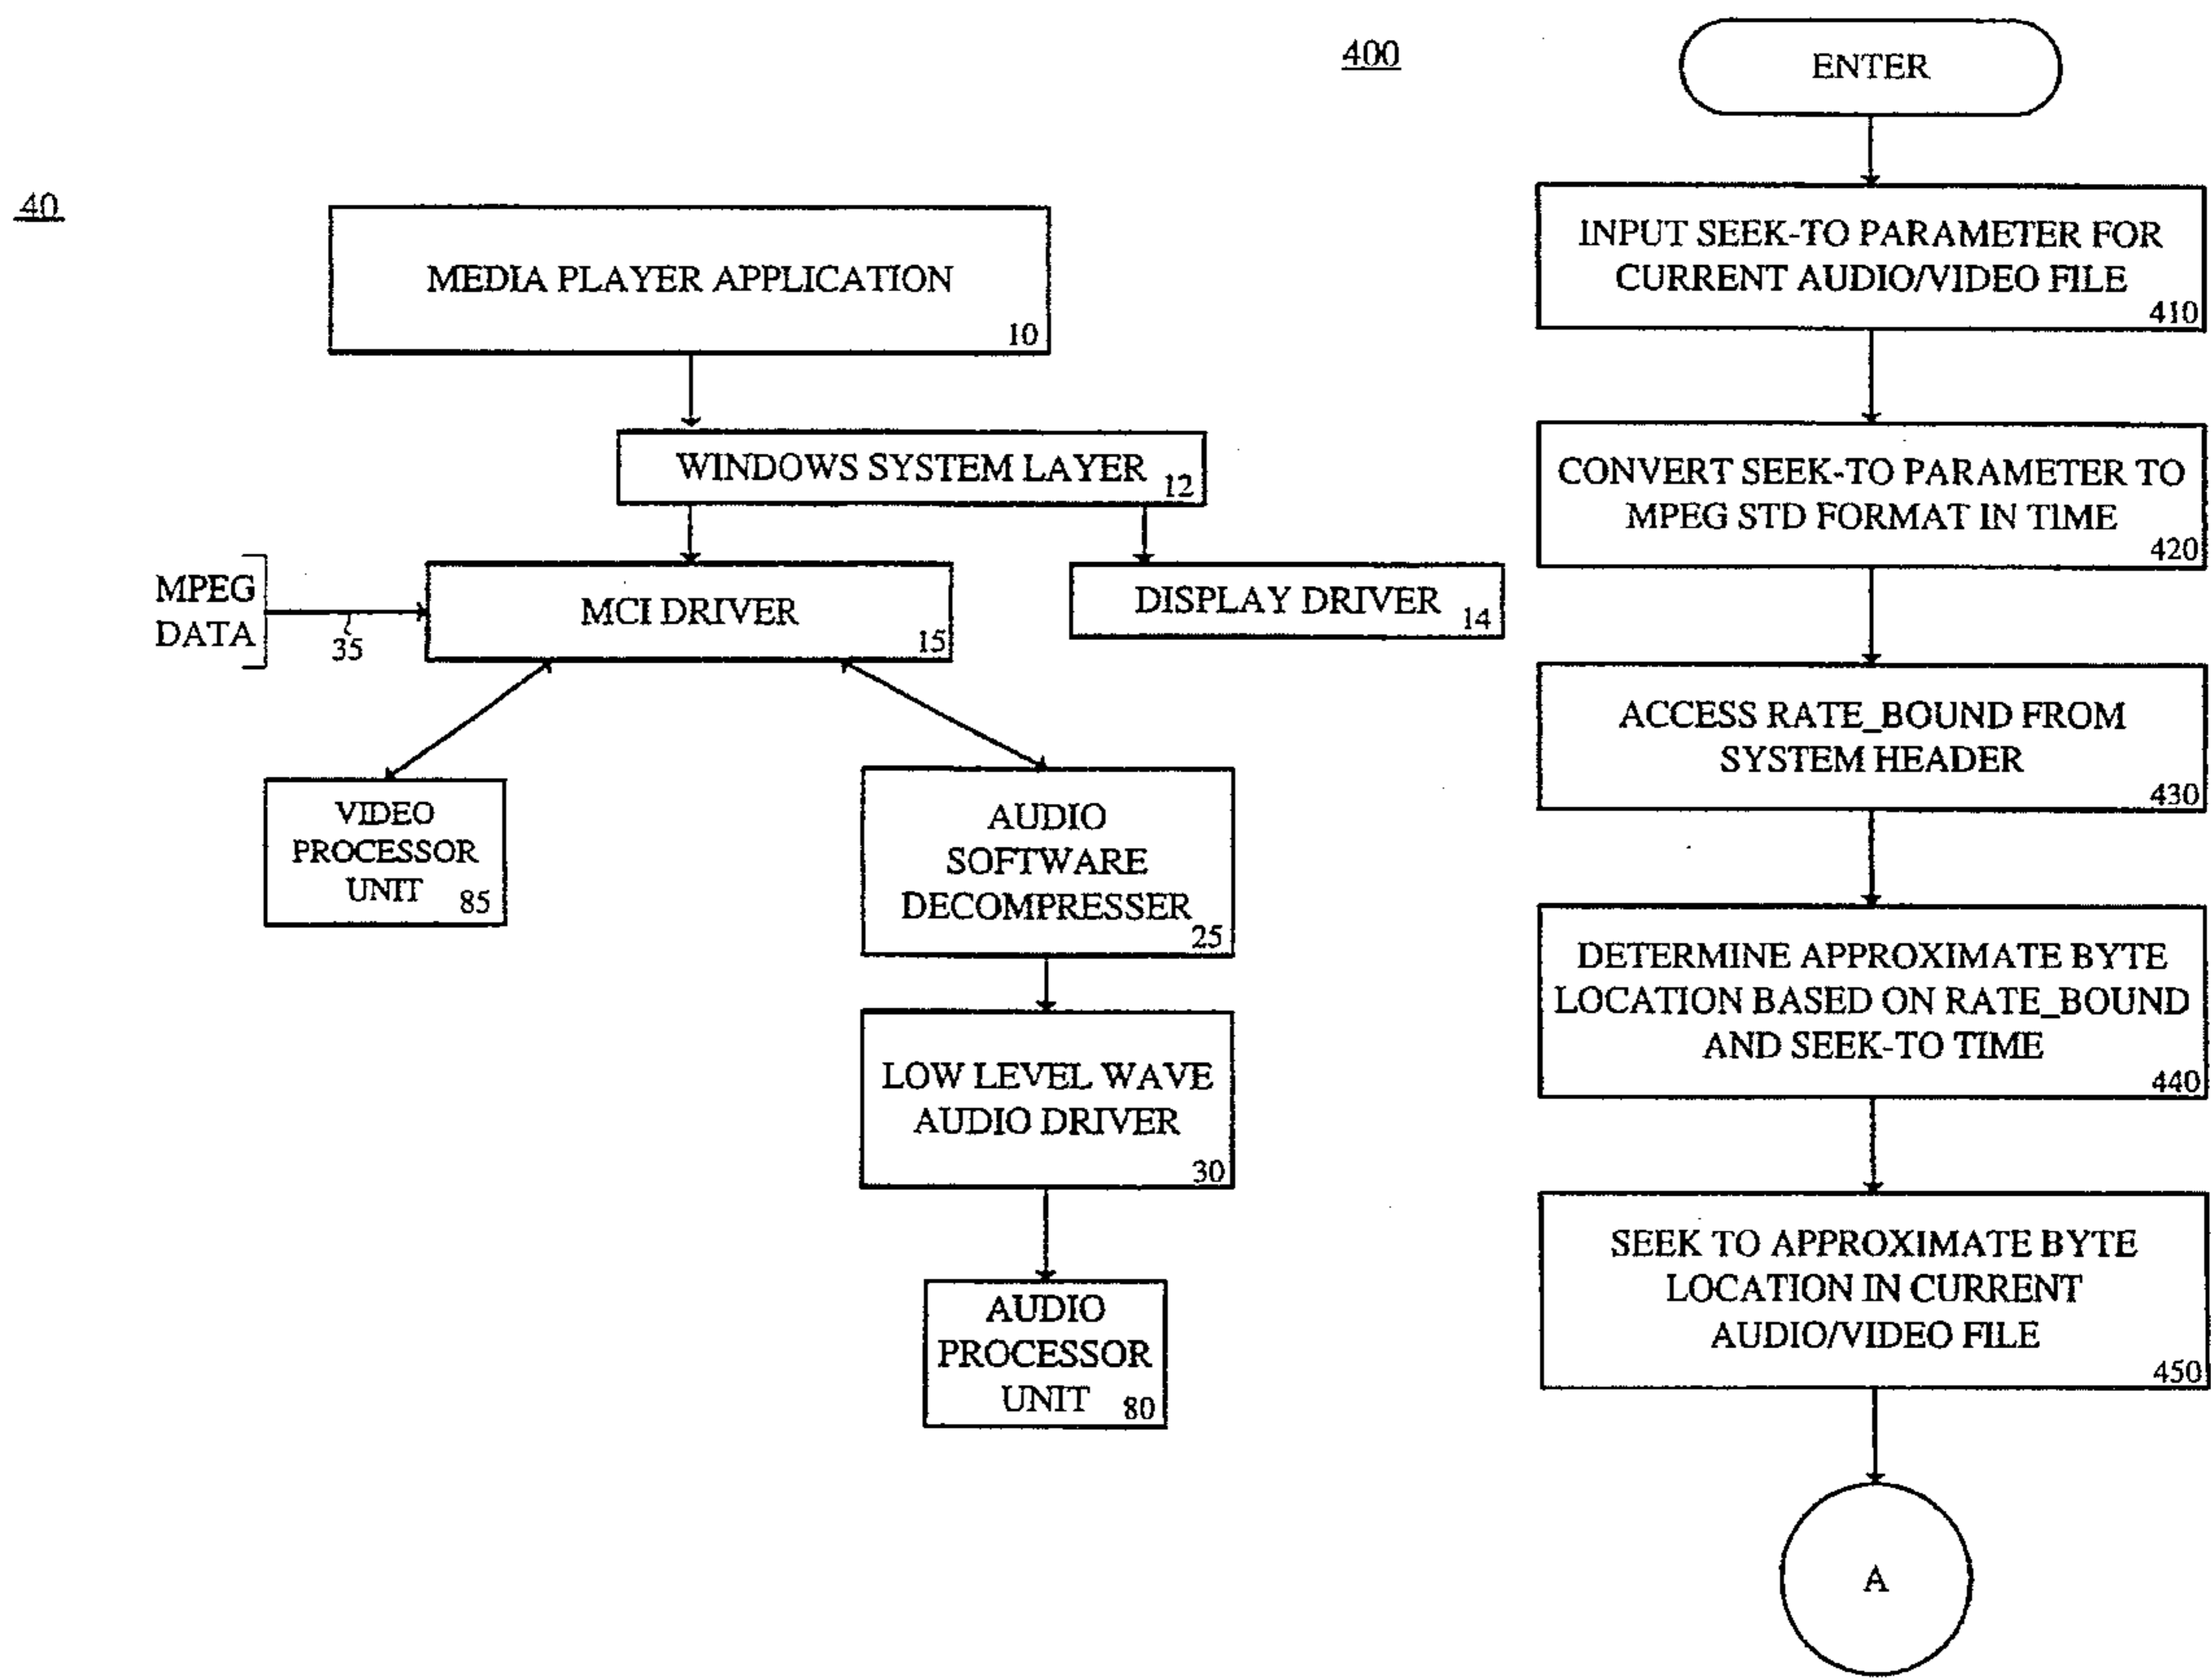 40
MEDIA PLAYER APPLICATION
10
WINDOWS SYSTEM LAYER
12
MPEG
DATA
35
MCI DRIVER
15
DISPLAY DRIVER
14
VIDEO
PROCESSOR
UNIT
85
AUDIO
SOFTWARE
DECOMPRESSER
25
LOW LEVEL WAVE
AUDIO DRIVER
30
AUDIO
PROCESSOR
UNIT
80
400
ENTER
INPUT SEEK-TO PARAMETER FOR
CURRENT AUDIO/VIDEO FILE
410
CONVERT SEEK-TO PARAMETER TO
MPEG STD FORMAT IN TIME
420
ACCESS RATE_BOUND FROM
SYSTEM HEADER
430
DETERMINE APPROXIMATE BYTE
LOCATION BASED ON RATE_BOUND
AND SEEK-TO TIME
440
SEEK TO APPROXIMATE BYTE
LOCATION IN CURRENT
AUDIO/VIDEO FILE
450
A